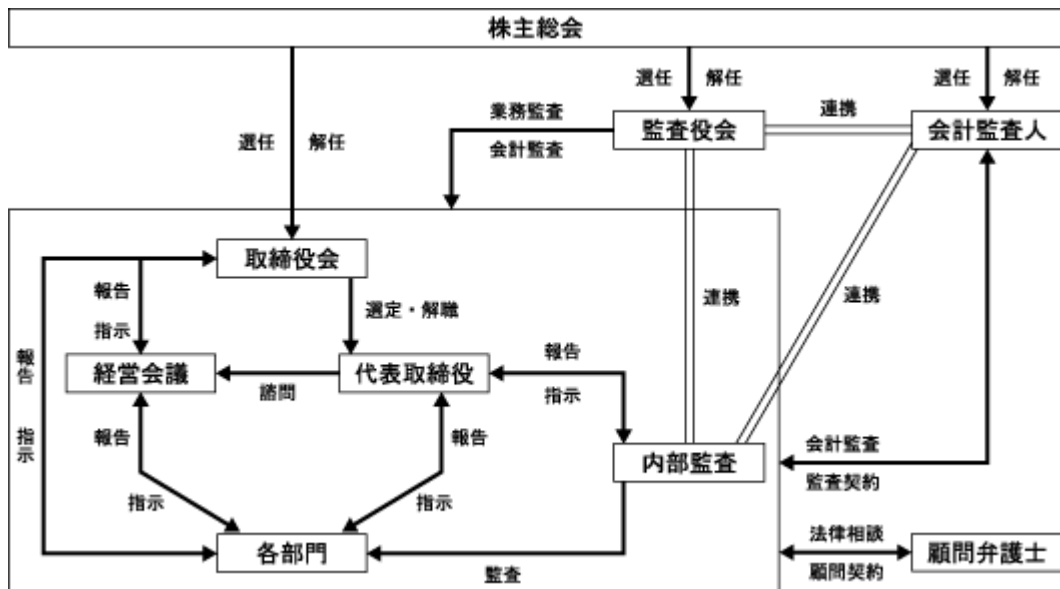 株主総会
選任
解任
選任
解任
選任
解任
業務監査
会計監査
監査役会
連携
会計監査人
取締役会
報告
指示
選定・解職
連携
連携
報告
指示
経営会議
諮問
代表取締役
報告
指示
報告
指示
報告
指示
内部監査
会計監査
監査契約
各部門
監査
法律相談
顧問契約
顧問弁護士